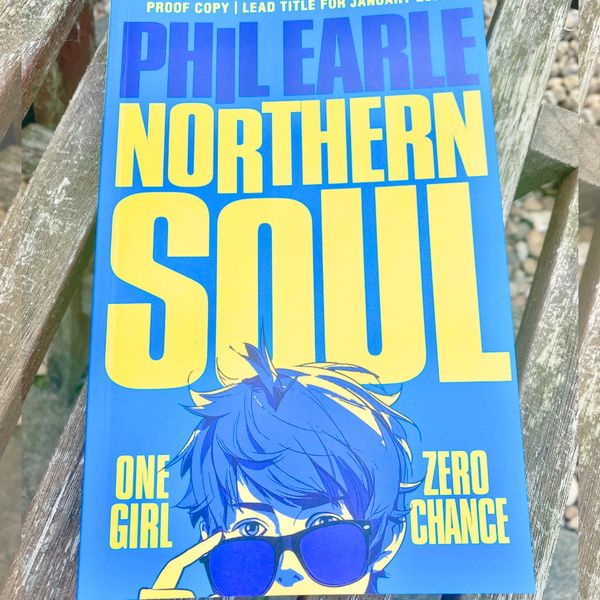 PROOF COPY | LEAD TITLE FOR JANUARY
PHIL EARLE
NORTHERN
SOUL
ONE
GIRL
ZERO
CHANCE